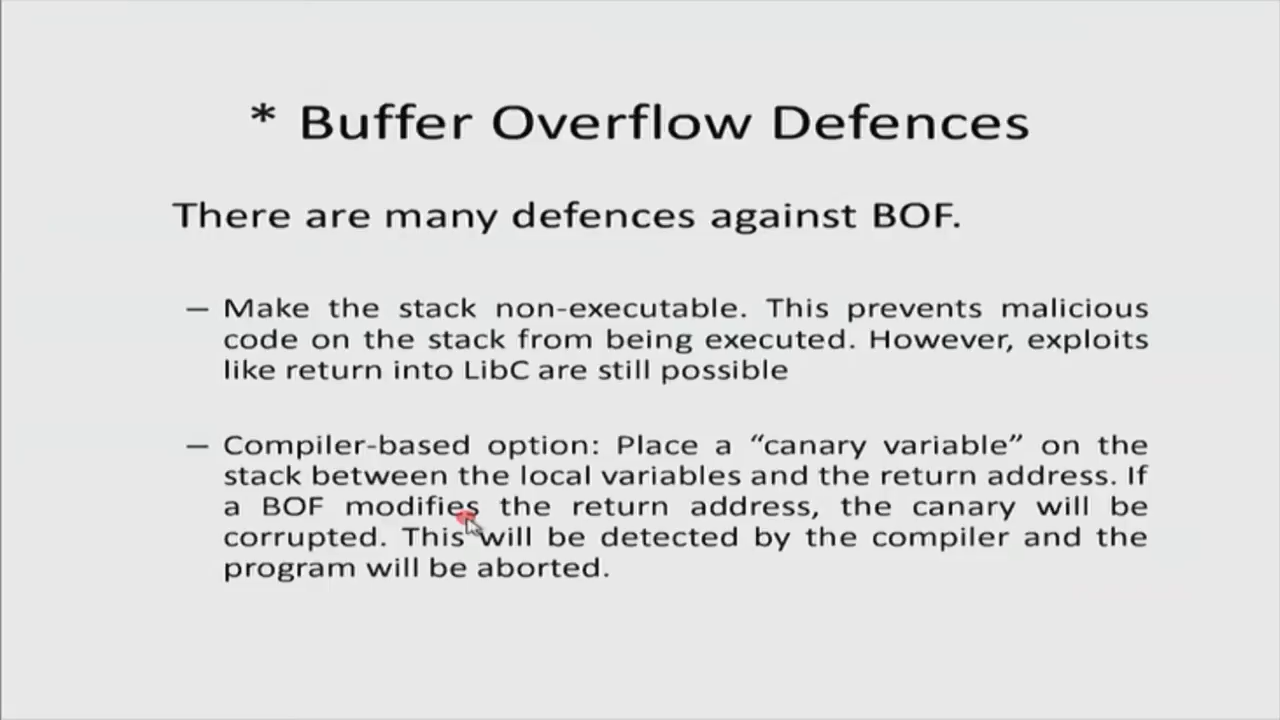 * Buffer Overflow Defences
There are many defences against BOF.
– Make the stack non-executable. This prevents malicious
code on the stack from being executed. However, exploits
like return into LibC are still possible
– Compiler-based option: Place a “canary variable” on the
stack between the local variables and the return address. If
a BOF modifies the return address, the canary will be
corrupted. This will be detected by the compiler and the
program will be aborted.